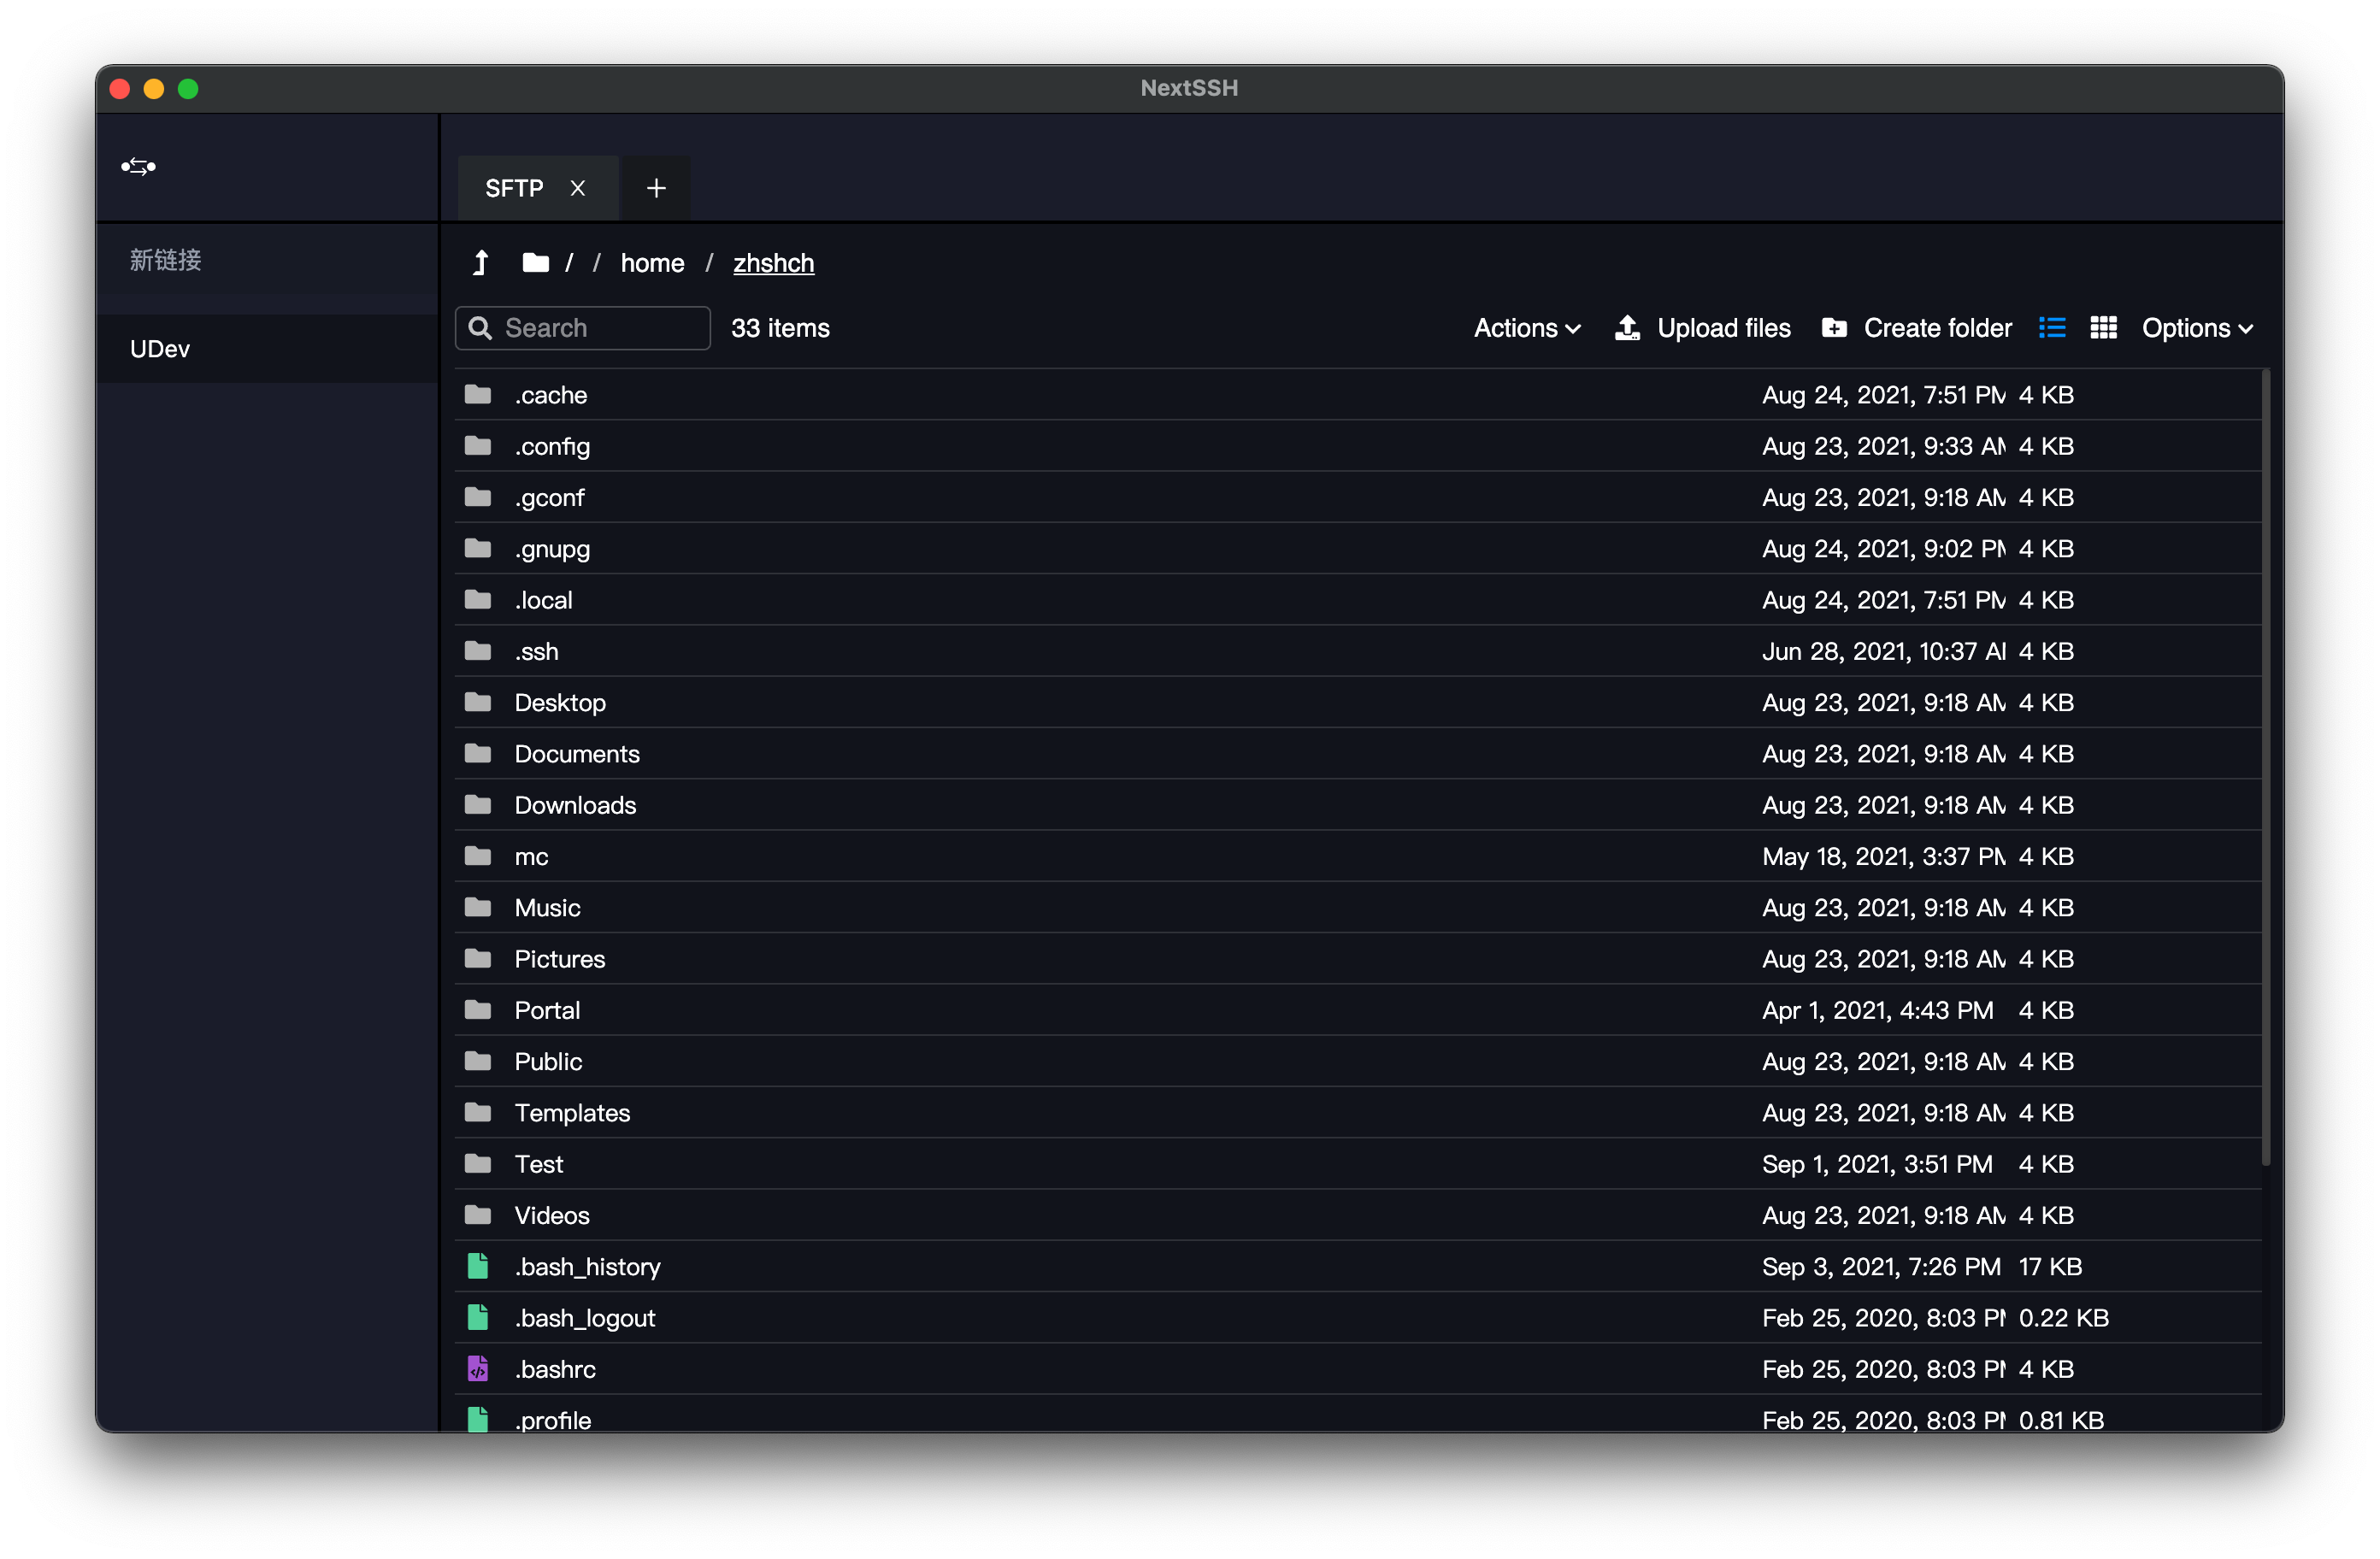 NextSSH
SFTP X +
新链接
UDev
/ / home / zhshch
Search 33 items Actions Upload files Create folder Options
.cache Aug 24, 2021, 7:51 PM 4 KB
.config Aug 23, 2021, 9:33 AM 4 KB
.gconf Aug 23, 2021, 9:18 AM 4 KB
.gnupg Aug 24, 2021, 9:02 PM 4 KB
.local Aug 24, 2021, 7:51 PM 4 KB
.ssh Jun 28, 2021, 10:37 AM 4 KB
Desktop Aug 23, 2021, 9:18 AM 4 KB
Documents Aug 23, 2021, 9:18 AM 4 KB
Downloads Aug 23, 2021, 9:18 AM 4 KB
mc May 18, 2021, 3:37 PM 4 KB
Music Aug 23, 2021, 9:18 AM 4 KB
Pictures Aug 23, 2021, 9:18 AM 4 KB
Portal Apr 1, 2021, 4:43 PM 4 KB
Public Aug 23, 2021, 9:18 AM 4 KB
Templates Aug 23, 2021, 9:18 AM 4 KB
Test Sep 1, 2021, 3:51 PM 4 KB
Videos Aug 23, 2021, 9:18 AM 4 KB
.bash_history Sep 3, 2021, 7:26 PM 17 KB
.bash_logout Feb 25, 2020, 8:03 PM 0.22 KB
.bashrc Feb 25, 2020, 8:03 PM 4 KB
.profile Feb 25, 2020, 8:03 PM 0.81 KB